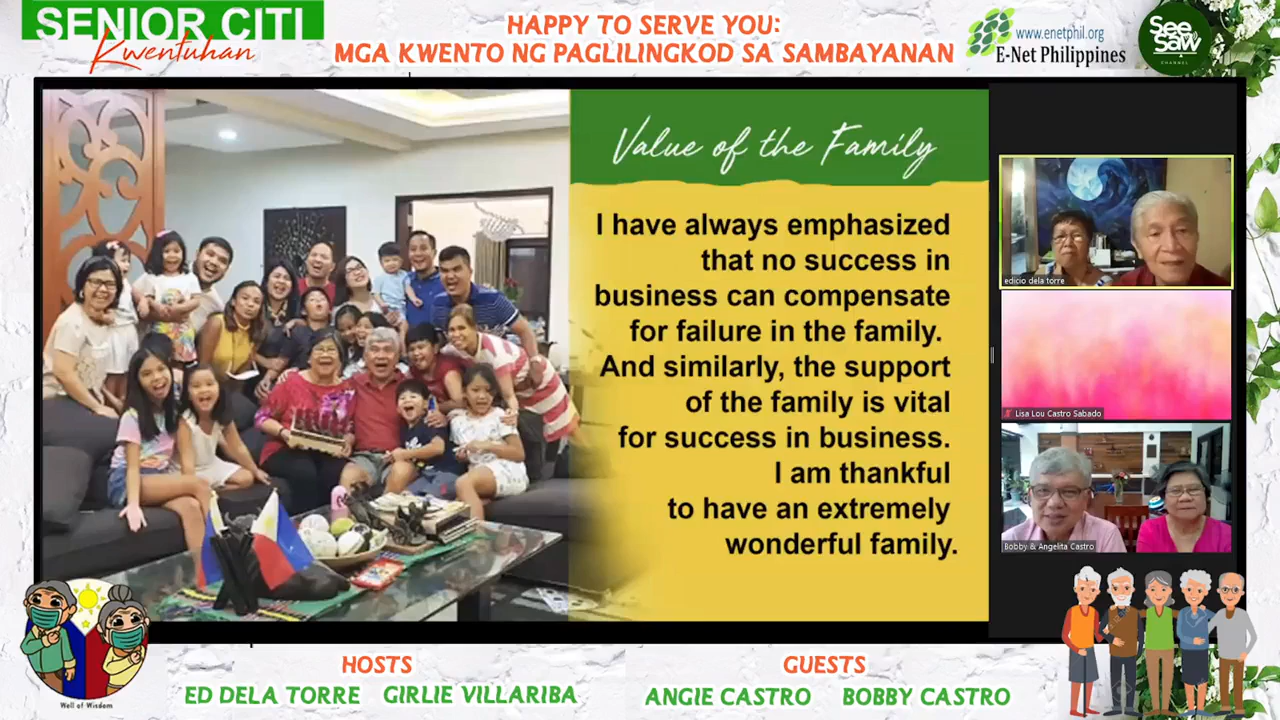 SENIOR CITI
Kwentuhan
HAPPY TO SERVE YOU:
MGA KWENTO NG PAGLILINGKOD SA SAMBAYANAN
www.enetphil.org
E-Net Philippines
See
Saw
CHANNEL
Value of the Family
I have always emphasized
that no success in
business can compensate
for failure in the family.
And similarly, the support
of the family is vital
for success in business.
I am thankful
to have an extremely
wonderful family.
edicio dela torre
Lisa Lou Castro Sabado
Bobby & Angelita Castro
Well of Wisdom
HOSTS
ED DELA TORRE GIRLIE VILLARIBA
GUESTS
ANGIE CASTRO BOBBY CASTRO